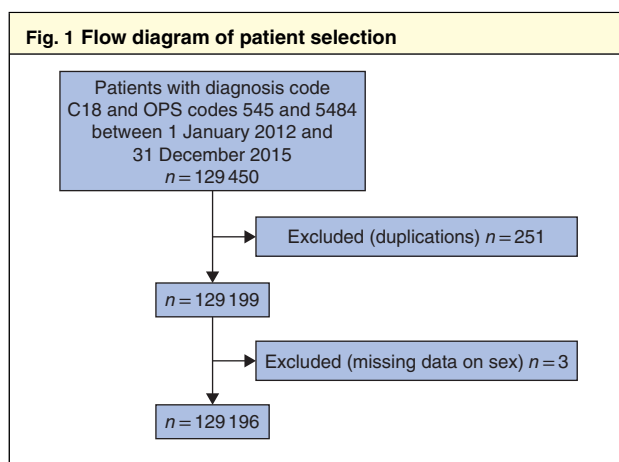 Fig. 1 Flow diagram of patient selection
Patients with diagnosis code
C18 and OPS codes 545 and 5484
between 1 January 2012 and
31 December 2015
n = 129 450
Excluded (duplications) n = 251
n = 129 199
Excluded (missing data on sex) n = 3
n = 129 196